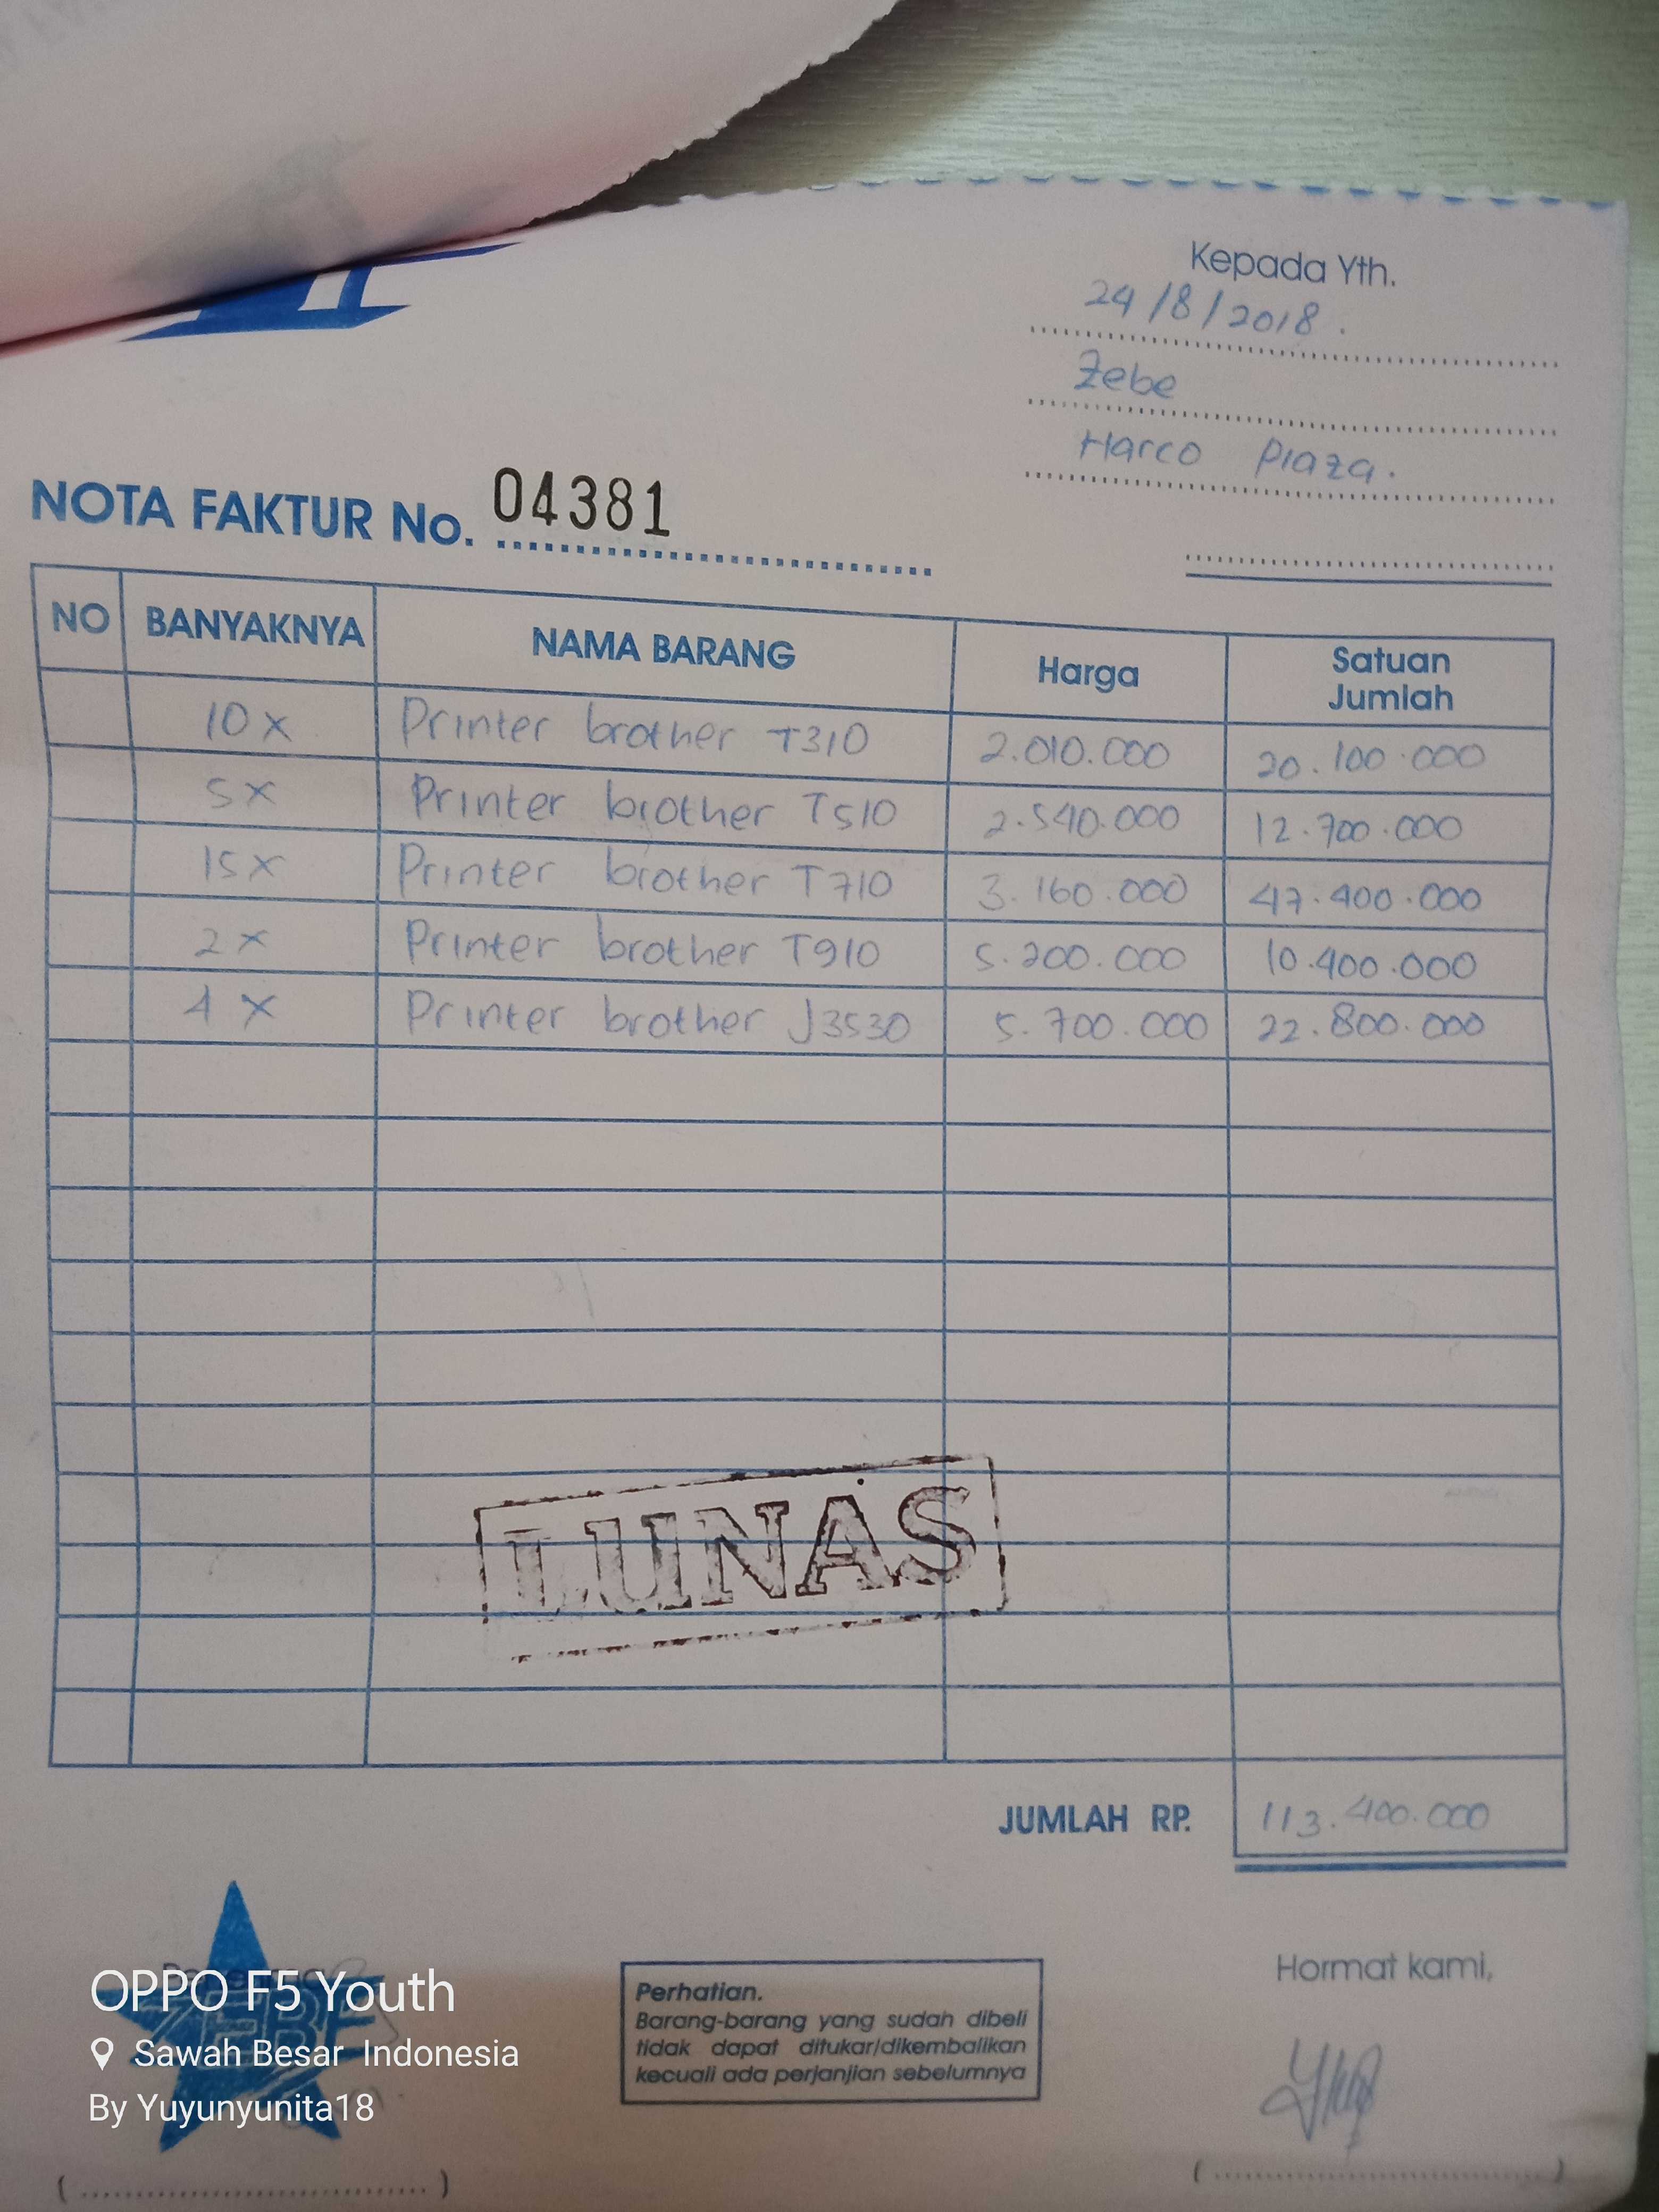 Kepada Yth.
24/8/2018.
Zebe
Harco Plaza.
NOTA FAKTUR No. 04381
NO BANYAKNYA NAMA BARANG Harga Satuan Jumlah
10x Printer brother T310 2.010.000 20.100.000
5x Printer brother T510 2.540.000 12.700.000
15x Printer brother T710 3.160.000 47.400.000
2x Printer brother T910 5.200.000 10.400.000
4x Printer brother J3530 5.700.000 22.800.000
LUNAS
JUMLAH RP. 113.400.000
Hormat kami,
Perhatian.
Barang-barang yang sudah dibeli
tidak dapat ditukar/dikembalikan
kecuali ada perjanjian sebelumnya
OPPO F5 Youth
Sawah Besar Indonesia
By Yuyunyunita18